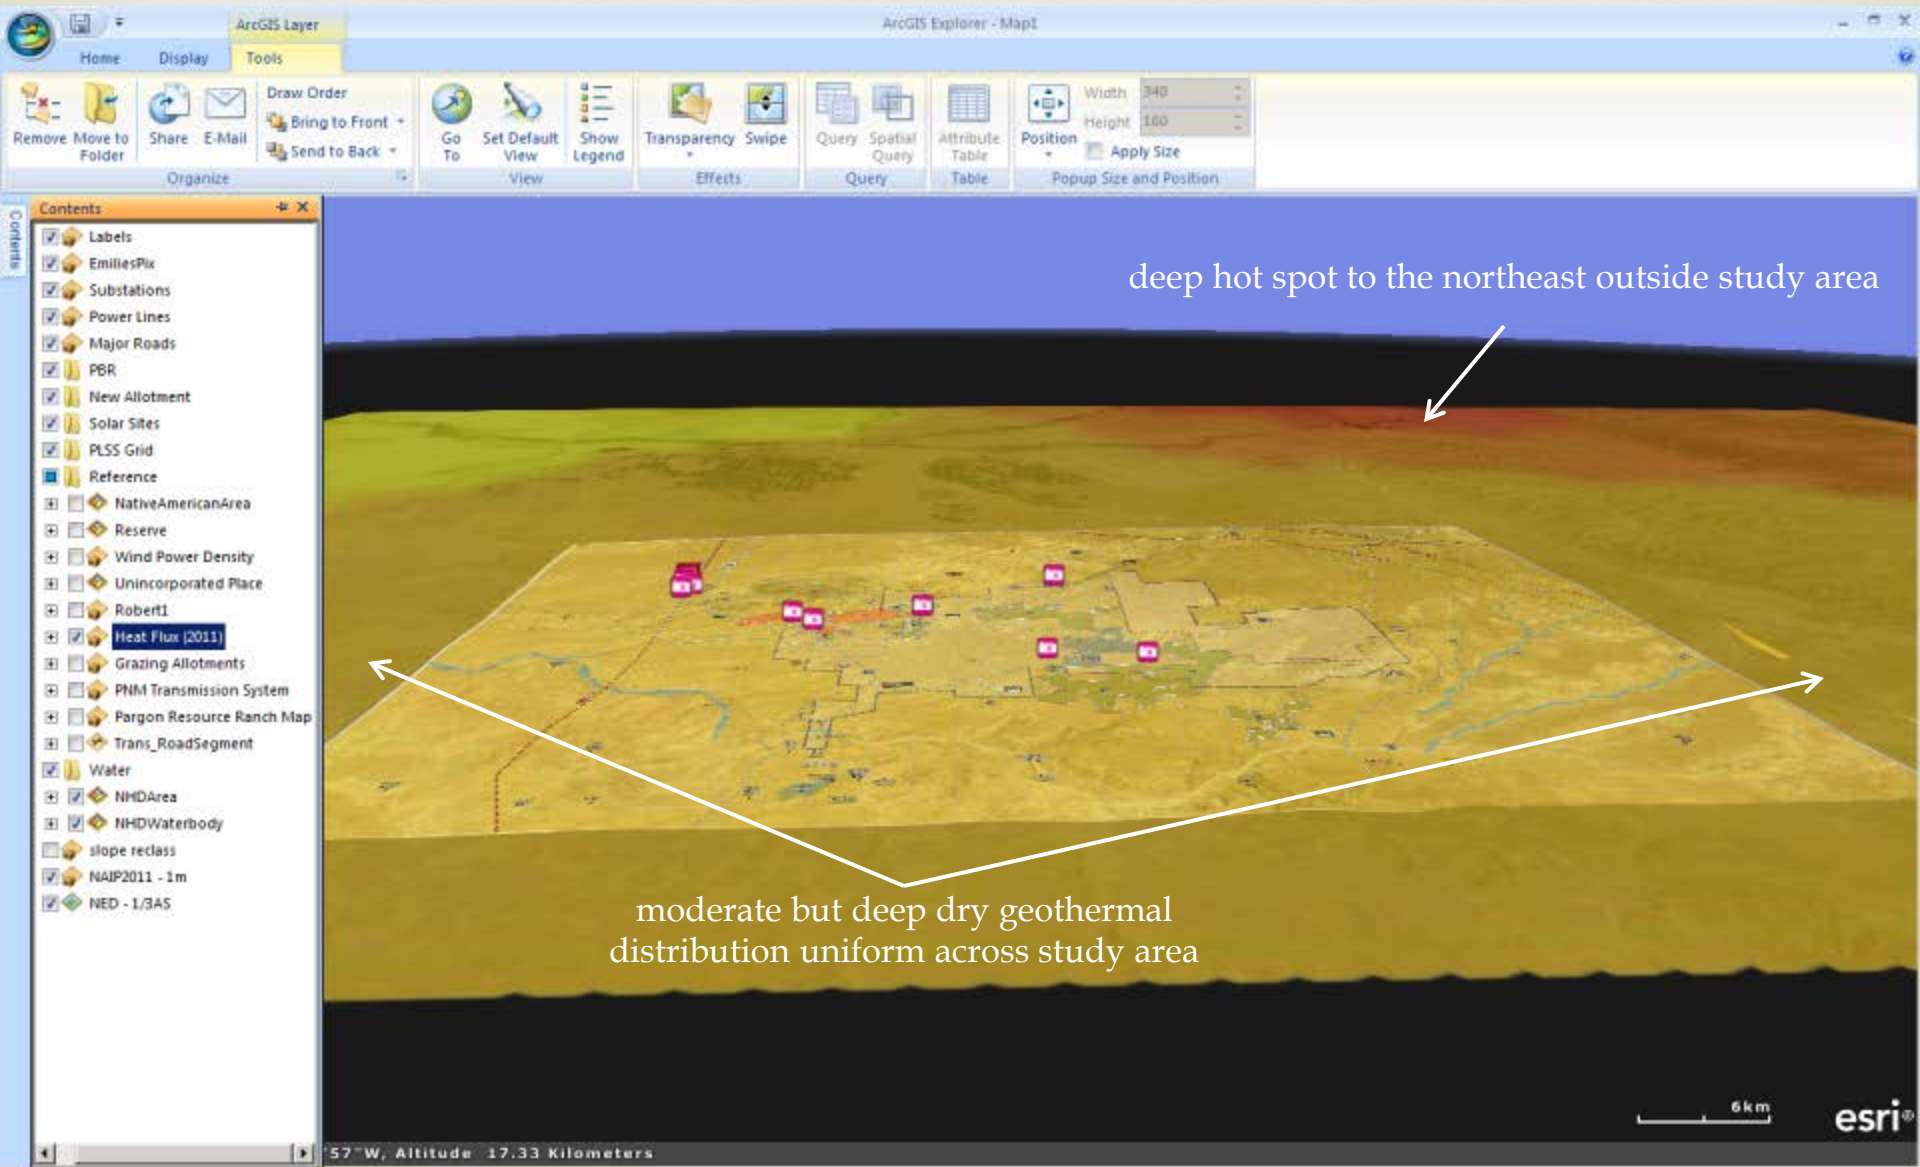 ArcGIS Layer
ArcGIS Explorer - Map1
Home
Display
Tools
Remove
Move to
Folder
Share
E-Mail
Draw Order
Bring to Front
Send to Back
Organize
Go
To
Set Default
View
Show
Legend
View
Transparency
Swipe
Effects
Query
Spatial
Query
Query
Attribute
Table
Table
Position
Width 340
Height 160
Apply Size
Popup Size and Position
Contents
Contents
Labels
EmiliesPix
Substations
Power Lines
Major Roads
PBR
New Allotment
Solar Sites
PLSS Grid
Reference
NativeAmericanArea
Reserve
Wind Power Density
Unincorporated Place
Robert1
Heat Flux (2011)
Grazing Allotments
PNM Transmission System
Pargon Resource Ranch Map
Trans_RoadSegment
Water
NHDArea
NHDWaterbody
slope reclass
NAIP2011 - 1m
NED - 1/3AS
deep hot spot to the northeast outside study area
moderate but deep dry geothermal
distribution uniform across study area
6km
esri
'57"W, Altitude 17.33 Kilometers